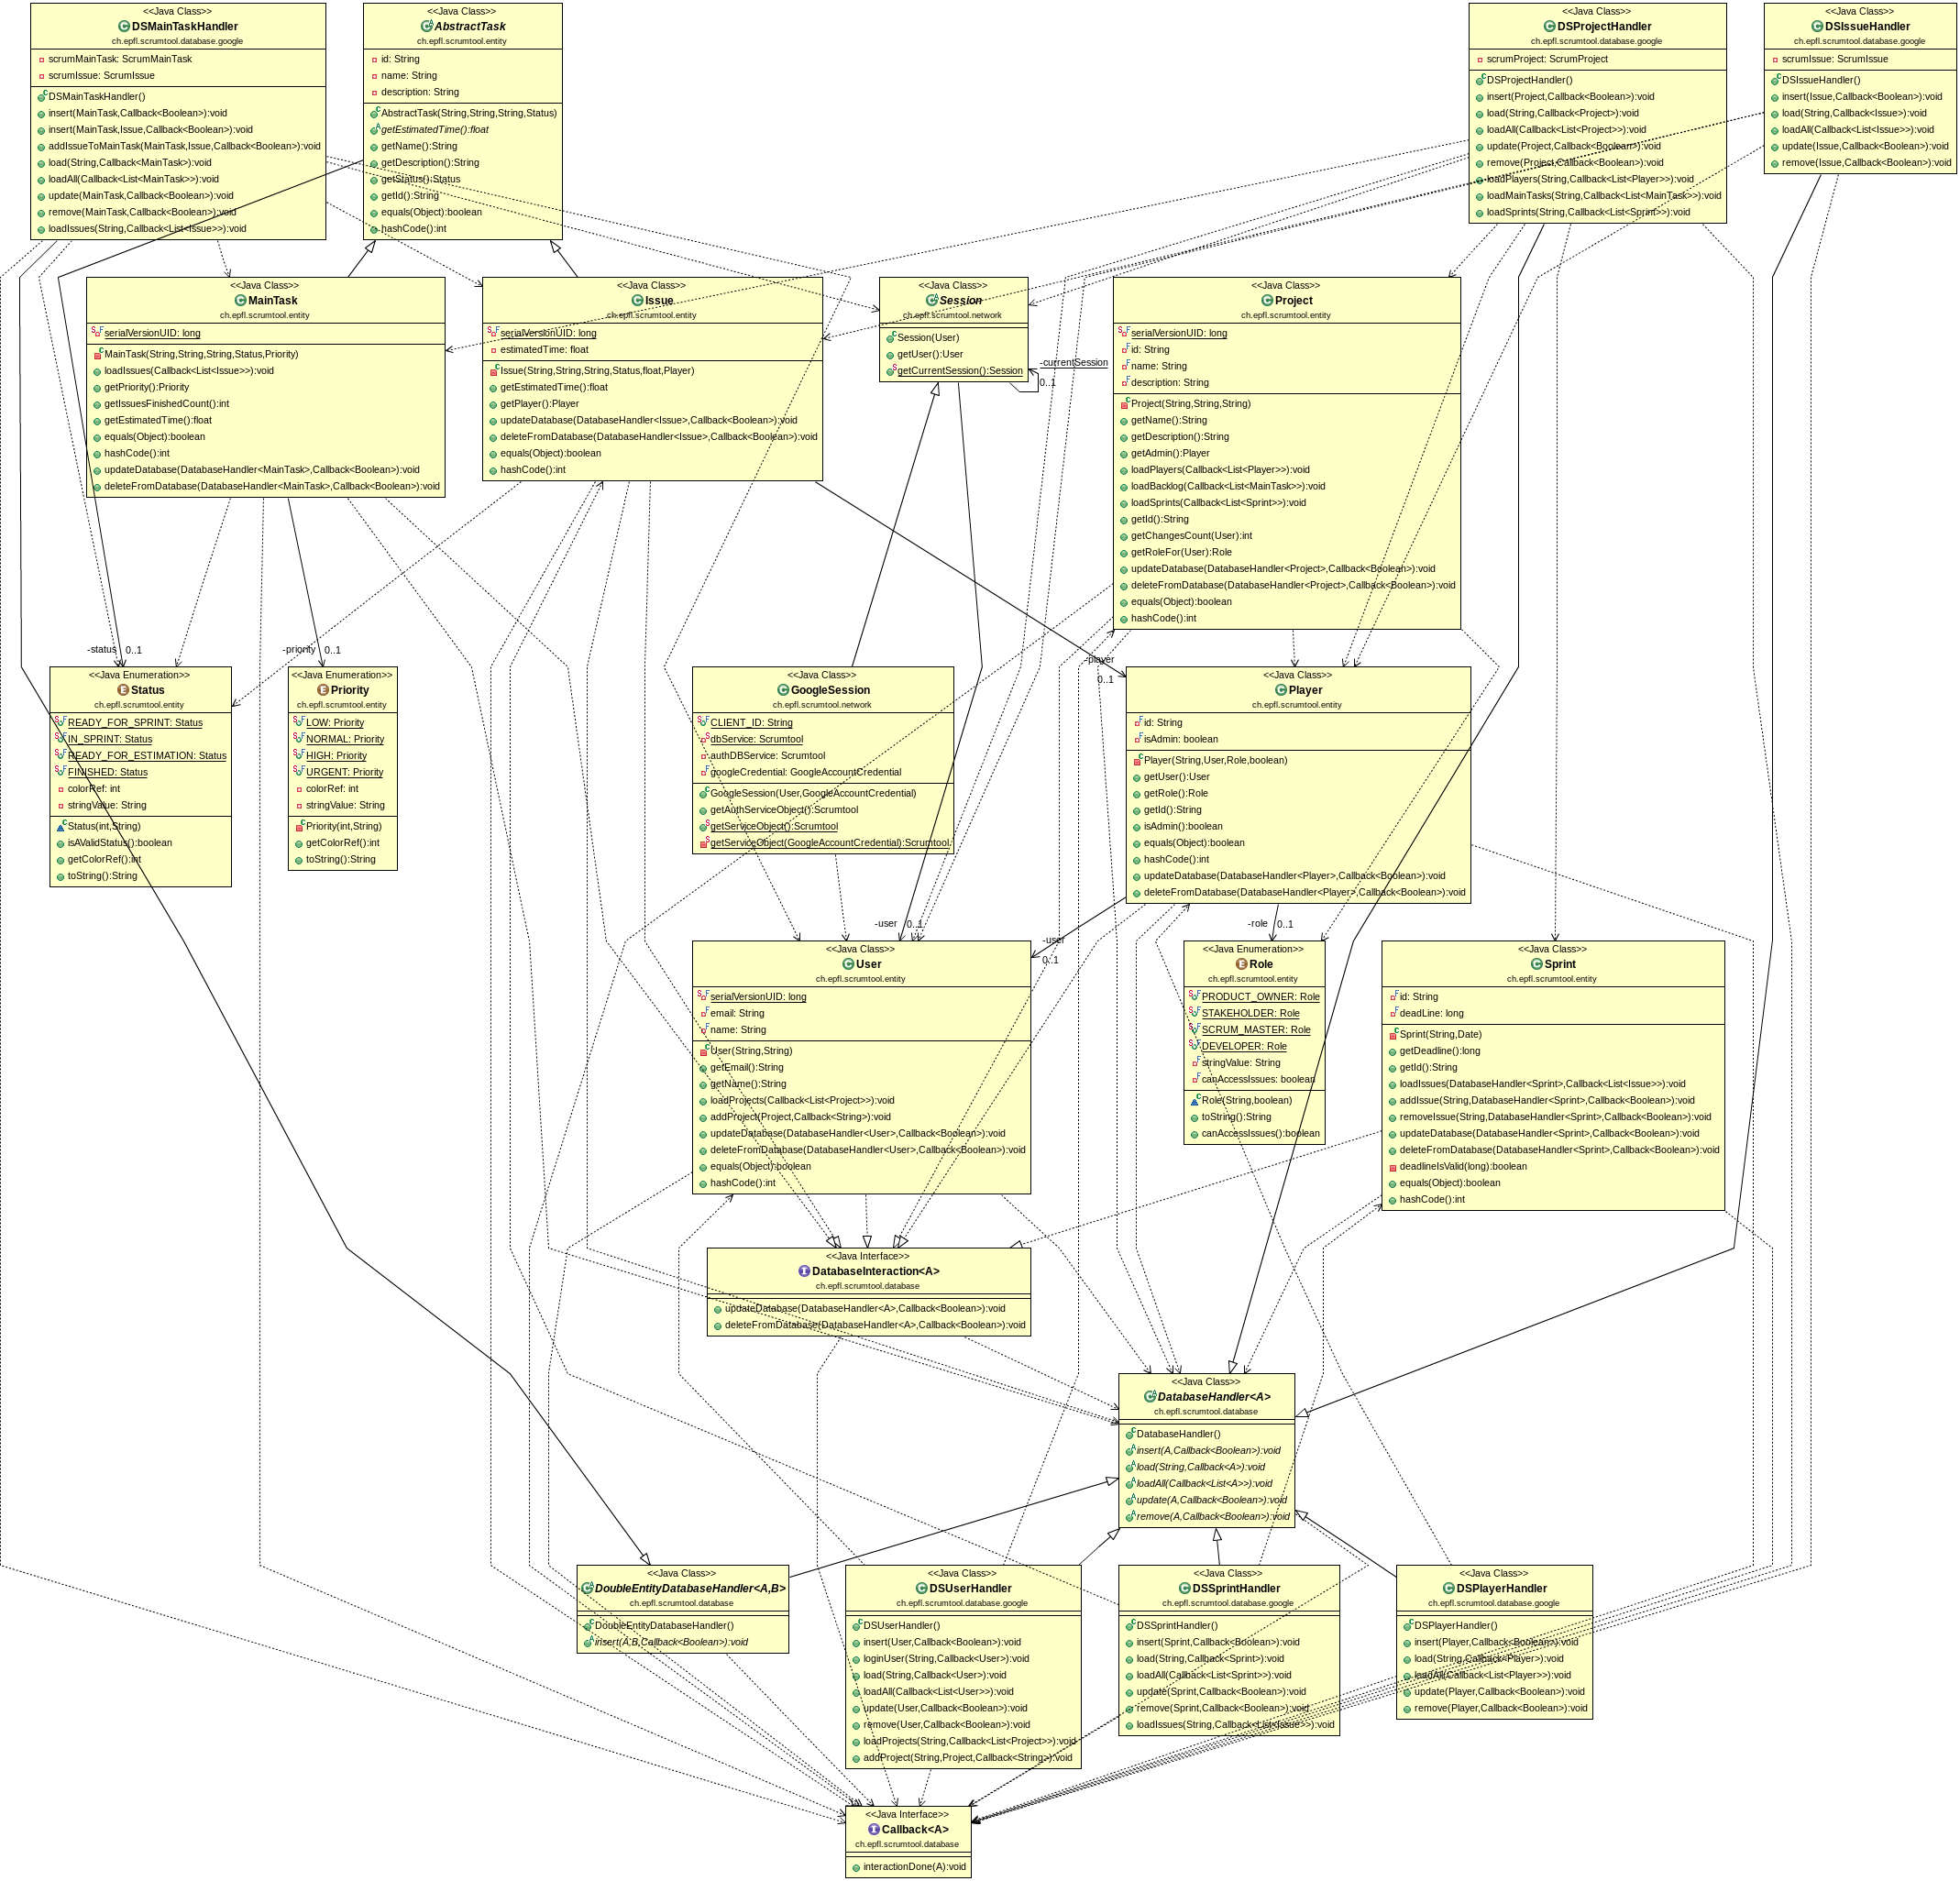 <<Java Class>>
DSMainTaskHandler
ch.epfl.scrumtool.database.google
scrumMainTask: ScrumMainTask
scrumIssue: ScrumIssue
DSMainTaskHandler()
insert(MainTask,Callback<Boolean>):void
insert(MainTask,Issue,Callback<Boolean>):void
addIssueToMainTask(MainTask,Issue,Callback<Boolean>):void
load(String,Callback<MainTask>):void
loadAll(Callback<List<MainTask>>):void
update(MainTask,Callback<Boolean>):void
remove(MainTask,Callback<Boolean>):void
loadIssues(String,Callback<List<Issue>>):void
<<Java Class>>
AbstractTask
ch.epfl.scrumtool.entity
id: String
name: String
description: String
AbstractTask(String,String,String,Status)
getEstimatedTime():float
getName():String
getDescription():String
getStatus():Status
getId():String
equals(Object):boolean
hashCode():int
<<Java Class>>
DSProjectHandler
ch.epfl.scrumtool.database.google
scrumProject: ScrumProject
DSProjectHandler()
insert(Project,Callback<Boolean>):void
load(String,Callback<Project>):void
loadAll(Callback<List<Project>>):void
update(Project,Callback<Boolean>):void
remove(Project,Callback<Boolean>):void
loadPlayers(String,Callback<List<Player>>):void
loadMainTasks(String,Callback<List<MainTask>>):void
loadSprints(String,Callback<List<Sprint>>):void
<<Java Class>>
DSIssueHandler
ch.epfl.scrumtool.database.google
scrumIssue: ScrumIssue
DSIssueHandler()
insert(Issue,Callback<Boolean>):void
load(String,Callback<Issue>):void
loadAll(Callback<List<Issue>>):void
update(Issue,Callback<Boolean>):void
remove(Issue,Callback<Boolean>):void
<<Java Class>>
MainTask
ch.epfl.scrumtool.entity
serialVersionUID: long
MainTask(String,String,String,Status,Priority)
loadIssues(Callback<List<Issue>>):void
getPriority():Priority
getIssuesFinishedCount():int
getEstimatedTime():float
equals(Object):boolean
hashCode():int
updateDatabase(DatabaseHandler<MainTask>,Callback<Boolean>):void
deleteFromDatabase(DatabaseHandler<MainTask>,Callback<Boolean>):void
<<Java Class>>
Issue
ch.epfl.scrumtool.entity
serialVersionUID: long
estimatedTime: float
Issue(String,String,String,Status,float,Player)
getEstimatedTime():float
getPlayer():Player
updateDatabase(DatabaseHandler<Issue>,Callback<Boolean>):void
deleteFromDatabase(DatabaseHandler<Issue>,Callback<Boolean>):void
equals(Object):boolean
hashCode():int
<<Java Class>>
Session
ch.epfl.scrumtool.network
Session(User)
getUser():User
getCurrentSession():Session
-currentSession
0..1
<<Java Class>>
Project
ch.epfl.scrumtool.entity
serialVersionUID: long
id: String
name: String
description: String
Project(String,String,String)
getName():String
getDescription():String
getAdmin():Player
loadPlayers(Callback<List<Player>>):void
loadBacklog(Callback<List<MainTask>>):void
loadSprints(Callback<List<Sprint>>):void
getId():String
getChangesCount(User):int
getRoleFor(User):Role
updateDatabase(DatabaseHandler<Project>,Callback<Boolean>):void
deleteFromDatabase(DatabaseHandler<Project>,Callback<Boolean>):void
equals(Object):boolean
hashCode():int
-status
0..1
-priority
0..1
-player
0..1
<<Java Enumeration>>
Status
ch.epfl.scrumtool.entity
READY_FOR_SPRINT: Status
IN_SPRINT: Status
READY_FOR_ESTIMATION: Status
FINISHED: Status
colorRef: int
stringValue: String
Status(int,String)
isAValidStatus():boolean
getColorRef():int
toString():String
<<Java Enumeration>>
Priority
ch.epfl.scrumtool.entity
LOW: Priority
NORMAL: Priority
HIGH: Priority
URGENT: Priority
colorRef: int
stringValue: String
Priority(int,String)
getColorRef():int
toString():String
<<Java Class>>
GoogleSession
ch.epfl.scrumtool.network
CLIENT_ID: String
dbService: Scrumtool
authDBService: Scrumtool
googleCredential: GoogleAccountCredential
GoogleSession(User,GoogleAccountCredential)
getAuthServiceObject():Scrumtool
getServiceObject():Scrumtool
getServiceObject(GoogleAccountCredential):Scrumtool
<<Java Class>>
Player
ch.epfl.scrumtool.entity
id: String
isAdmin: boolean
Player(String,User,Role,boolean)
getUser():User
getRole():Role
getId():String
isAdmin():boolean
equals(Object):boolean
hashCode():int
updateDatabase(DatabaseHandler<Player>,Callback<Boolean>):void
deleteFromDatabase(DatabaseHandler<Player>,Callback<Boolean>):void
-user
0..1
-user
0..1
-role
0..1
<<Java Class>>
User
ch.epfl.scrumtool.entity
serialVersionUID: long
email: String
name: String
User(String,String)
getEmail():String
getName():String
loadProjects(Callback<List<Project>>):void
addProject(Project,Callback<String>):void
updateDatabase(DatabaseHandler<User>,Callback<Boolean>):void
deleteFromDatabase(DatabaseHandler<User>,Callback<Boolean>):void
equals(Object):boolean
hashCode():int
<<Java Enumeration>>
Role
ch.epfl.scrumtool.entity
PRODUCT_OWNER: Role
STAKEHOLDER: Role
SCRUM_MASTER: Role
DEVELOPER: Role
stringValue: String
canAccessIssues: boolean
Role(String,boolean)
toString():String
canAccessIssues():boolean
<<Java Class>>
Sprint
ch.epfl.scrumtool.entity
id: String
deadLine: long
Sprint(String,Date)
getDeadline():long
getId():String
loadIssues(DatabaseHandler<Sprint>,Callback<List<Issue>>):void
addIssue(String,DatabaseHandler<Sprint>,Callback<Boolean>):void
removeIssue(String,DatabaseHandler<Sprint>,Callback<Boolean>):void
updateDatabase(DatabaseHandler<Sprint>,Callback<Boolean>):void
deleteFromDatabase(DatabaseHandler<Sprint>,Callback<Boolean>):void
deadlineIsValid(long):boolean
equals(Object):boolean
hashCode():int
<<Java Interface>>
DatabaseInteraction<A>
ch.epfl.scrumtool.database
updateDatabase(DatabaseHandler<A>,Callback<Boolean>):void
deleteFromDatabase(DatabaseHandler<A>,Callback<Boolean>):void
<<Java Class>>
DatabaseHandler<A>
ch.epfl.scrumtool.database
DatabaseHandler()
insert(A,Callback<Boolean>):void
load(String,Callback<A>):void
loadAll(Callback<List<A>>):void
update(A,Callback<Boolean>):void
remove(A,Callback<Boolean>):void
<<Java Class>>
DoubleEntityDatabaseHandler<A,B>
ch.epfl.scrumtool.database
DoubleEntityDatabaseHandler()
insert(A,B,Callback<Boolean>):void
<<Java Class>>
DSUserHandler
ch.epfl.scrumtool.database.google
DSUserHandler()
insert(User,Callback<Boolean>):void
loginUser(String,Callback<User>):void
load(String,Callback<User>):void
loadAll(Callback<List<User>>):void
update(User,Callback<Boolean>):void
remove(User,Callback<Boolean>):void
loadProjects(String,Callback<List<Project>>):void
addProject(String,Project,Callback<String>):void
<<Java Class>>
DSSprintHandler
ch.epfl.scrumtool.database.google
DSSprintHandler()
insert(Sprint,Callback<Boolean>):void
load(String,Callback<Sprint>):void
loadAll(Callback<List<Sprint>>):void
update(Sprint,Callback<Boolean>):void
remove(Sprint,Callback<Boolean>):void
loadIssues(String,Callback<List<Issue>>):void
<<Java Class>>
DSPlayerHandler
ch.epfl.scrumtool.database.google
DSPlayerHandler()
insert(Player,Callback<Boolean>):void
load(String,Callback<Player>):void
loadAll(Callback<List<Player>>):void
update(Player,Callback<Boolean>):void
remove(Player,Callback<Boolean>):void
<<Java Interface>>
Callback<A>
ch.epfl.scrumtool.database
interactionDone(A):void